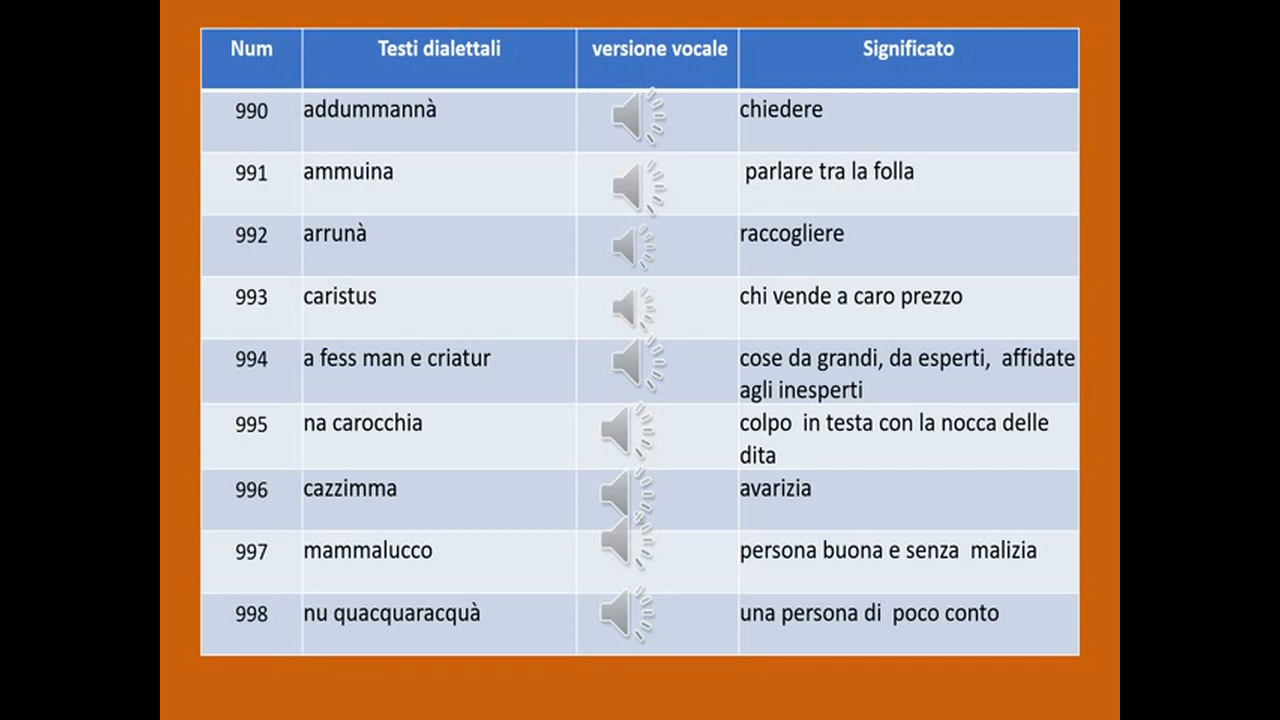 Num Testi dialettali versione vocale Significato
990 addummannà chiedere
991 ammuina parlare tra la folla
992 arrunà raccogliere
993 caristus chi vende a caro prezzo
994 a fess man e criatur cose da grandi, da esperti, affidate
agli inesperti
995 na carocchia colpo in testa con la nocca delle
dita
996 cazzimma avarizia
997 mammalucco persona buona e senza malizia
998 nu quacquaracquà una persona di poco conto